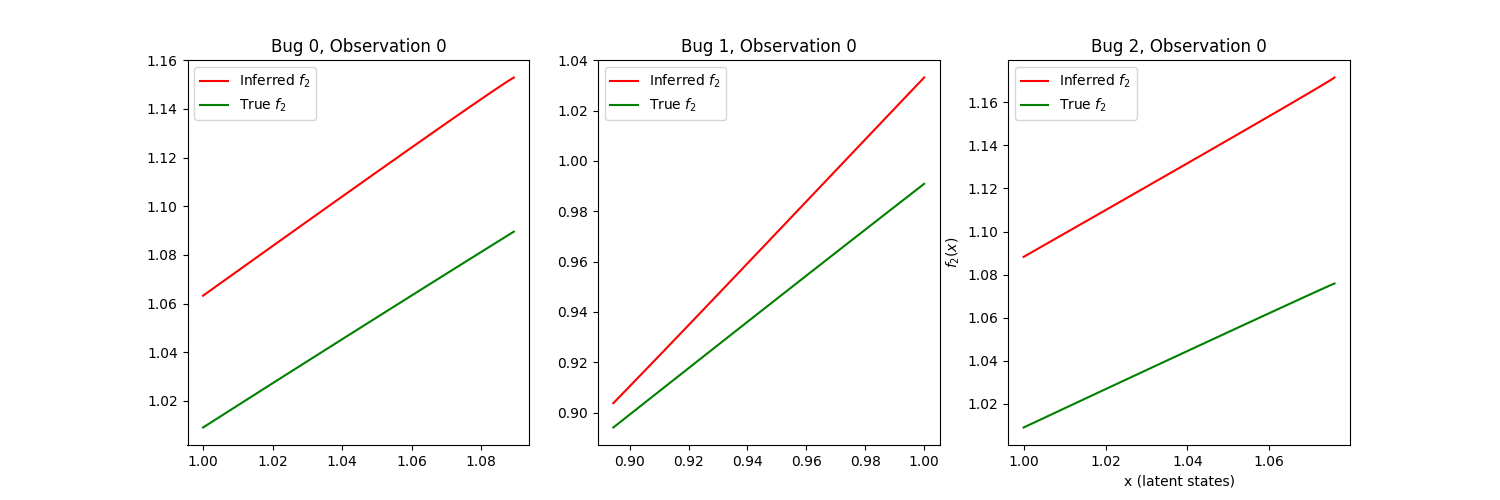 Bug 0, Observation 0
Inferred f₂
True f₂
1.16
1.14
1.12
1.10
1.08
1.06
1.04
1.02
1.00 1.02 1.04 1.06 1.08
Bug 1, Observation 0
Inferred f₂
True f₂
1.04
1.02
1.00
0.98
0.96
0.94
0.92
0.90
0.90 0.92 0.94 0.96 0.98 1.00
Bug 2, Observation 0
Inferred f₂
True f₂
f₂(x)
1.16
1.14
1.12
1.10
1.08
1.06
1.04
1.02
1.00 1.02 1.04 1.06
x (latent states)